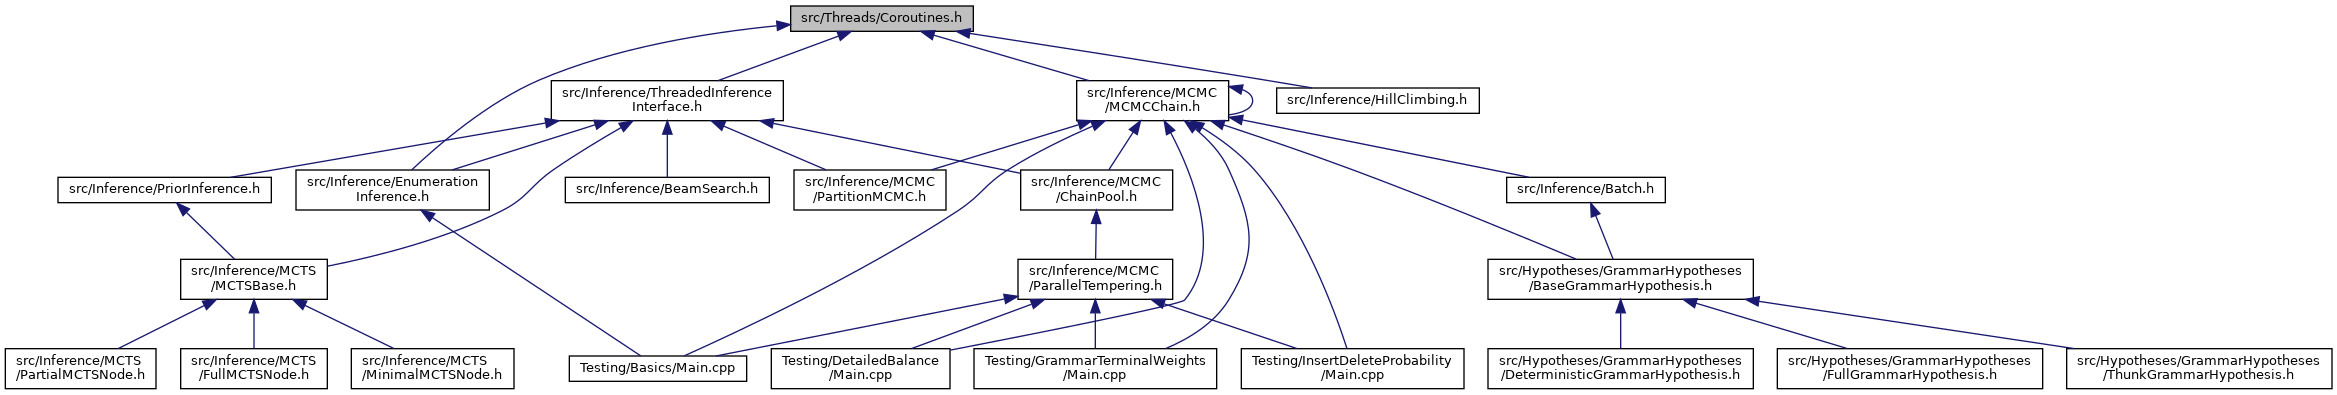 src/Threads/Coroutines.h
src/Inference/ThreadedInference
Interface.h
src/Inference/MCMC
/MCMCChain.h
src/Inference/HillClimbing.h
src/Inference/PriorInference.h
src/Inference/Enumeration
Inference.h
src/Inference/BeamSearch.h
src/Inference/MCMC
/PartitionMCMC.h
src/Inference/MCMC
/ChainPool.h
src/Inference/Batch.h
src/Inference/MCTS
/MCTSBase.h
src/Inference/MCMC
/ParallelTempering.h
src/Hypotheses/GrammarHypotheses
/BaseGrammarHypothesis.h
src/Inference/MCTS
/PartialMCTSNode.h
src/Inference/MCTS
/FullMCTSNode.h
src/Inference/MCTS
/MinimalMCTSNode.h
Testing/Basics/Main.cpp
Testing/DetailedBalance
/Main.cpp
Testing/GrammarTerminalWeights
/Main.cpp
Testing/InsertDeleteProbability
/Main.cpp
src/Hypotheses/GrammarHypotheses
/DeterministicGrammarHypothesis.h
src/Hypotheses/GrammarHypotheses
/FullGrammarHypothesis.h
src/Hypotheses/GrammarHypotheses
/ThunkGrammarHypothesis.h